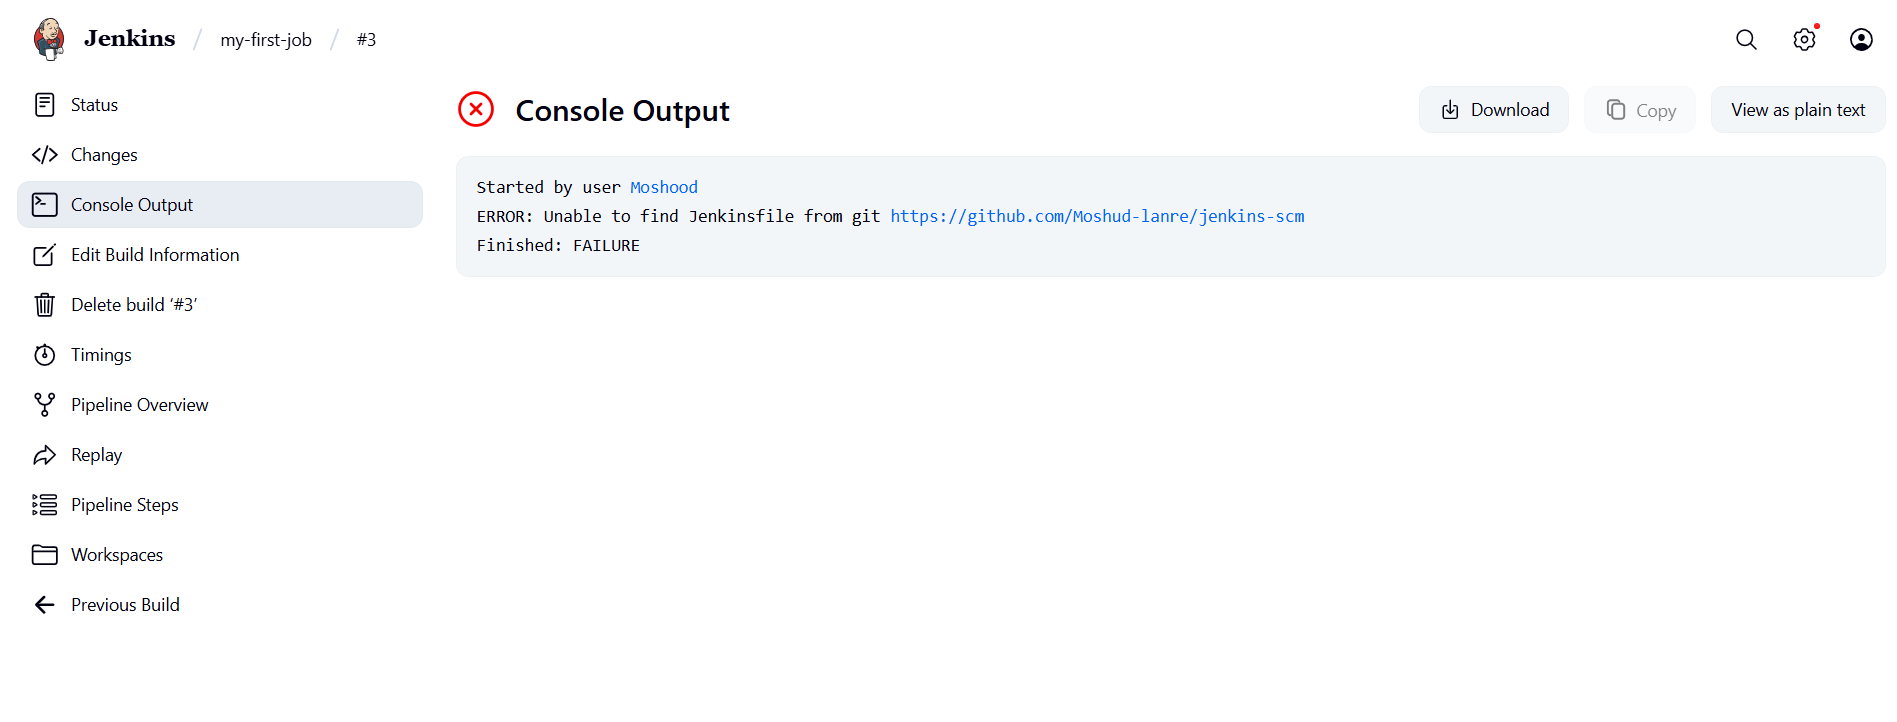 Jenkins / my-first-job / #3
Status
Changes
Console Output
Edit Build Information
Delete build ‘#3’
Timings
Pipeline Overview
Replay
Pipeline Steps
Workspaces
Previous Build
Console Output
Download
Copy
View as plain text
Started by user Moshood
ERROR: Unable to find Jenkinsfile from git https://github.com/Moshud-lanre/jenkins-scm
Finished: FAILURE